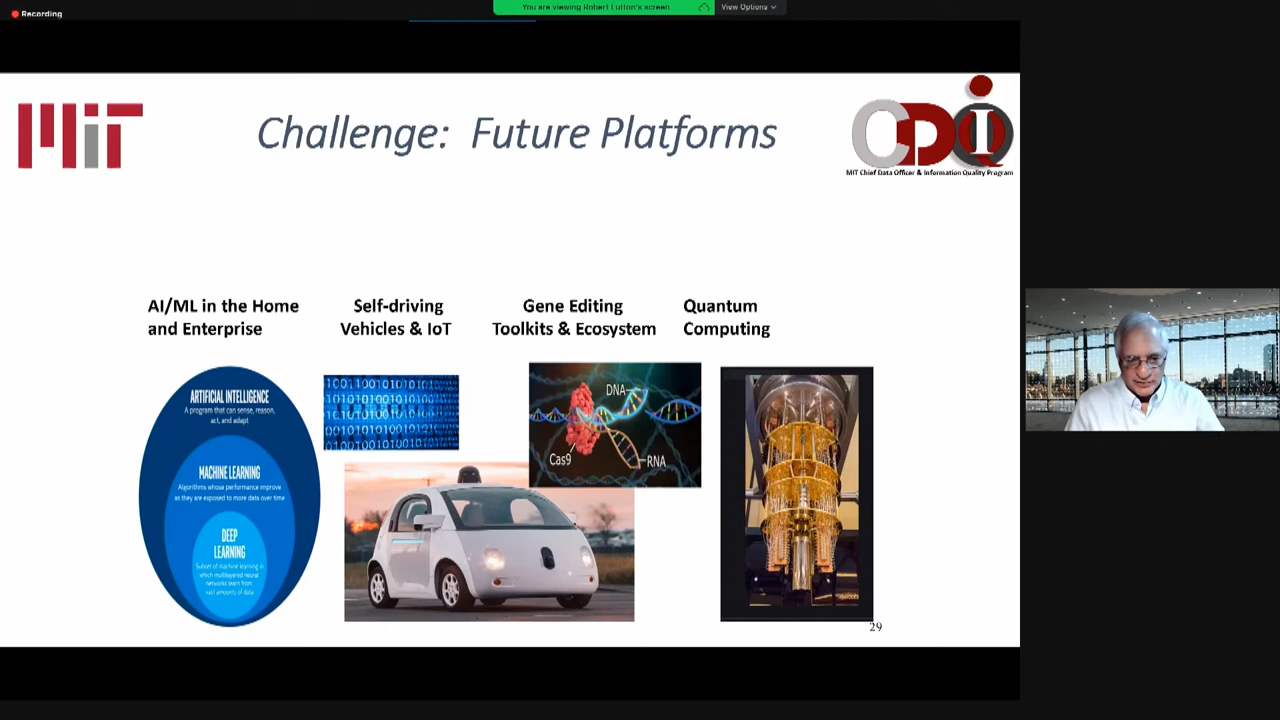 Recording
You are viewing Robert Lutton's screen
View Options
MiT
Challenge: Future Platforms
CDIQ
MIT Chief Data Officer & Information Quality Program
AI/ML in the Home
and Enterprise
Self-driving
Vehicles & IoT
Gene Editing
Toolkits & Ecosystem
Quantum
Computing
ARTIFICIAL INTELLIGENCE
A program that can sense, reason,
act, and adapt
MACHINE LEARNING
Algorithms whose performance improve
as they are exposed to more data over time
DEEP
LEARNING
Subset of machine learning in
which multilayered neural
networks learn from
vast amounts of data
DNA
Cas9
RNA
29